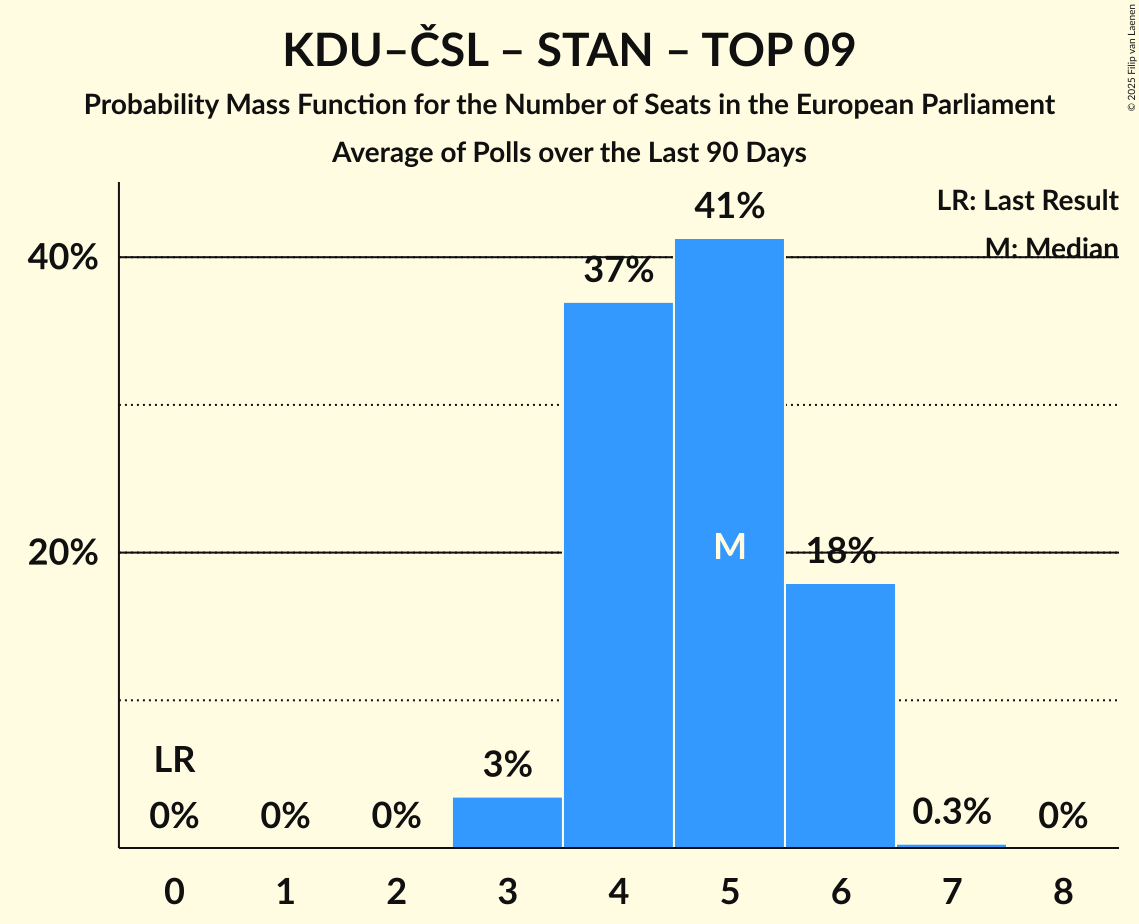 KDU–ČSL – STAN – TOP 09
Probability Mass Function for the Number of Seats in the European Parliament
Average of Polls over the Last 90 Days
© 2025 Filip van Laenen
LR: Last Result
M: Median
40%
20%
41%
37%
M
18%
LR
3%
0%
0%
0%
0.3%
0%
0 1 2 3 4 5 6 7 8